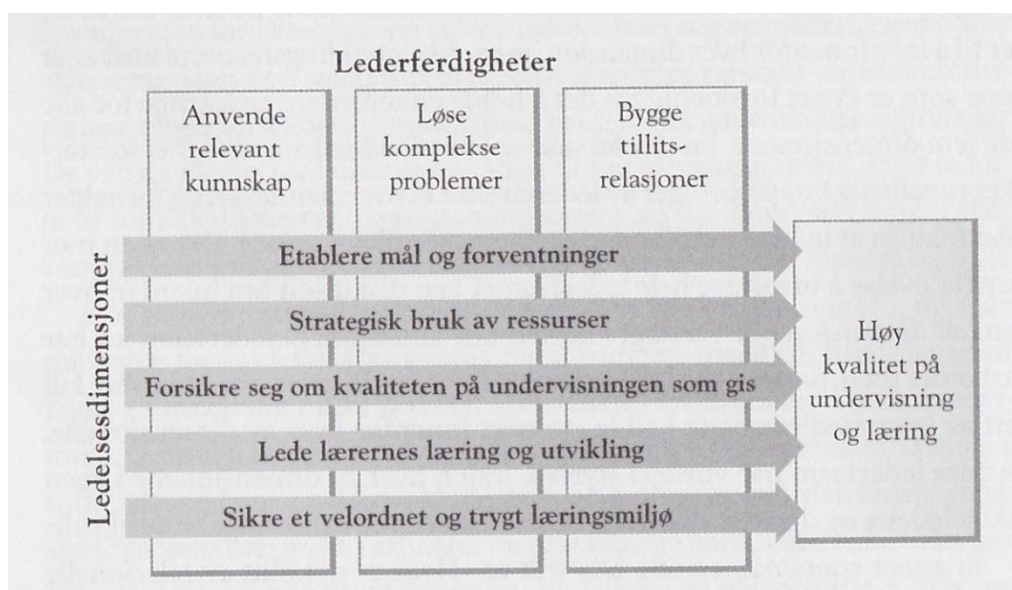 Lederferdigheter
Anvende
relevant
kunnskap
Løse
komplekse
problemer
Bygge
tillits-
relasjoner
Ledelsesdimensjoner
Etablere mål og forventninger
Strategisk bruk av ressurser
Forsikre seg om kvaliteten på undervisningen som gis
Lede lærernes læring og utvikling
Sikre et velordnet og trygt læringsmiljø
Høy
kvalitet på
undervisning
og læring